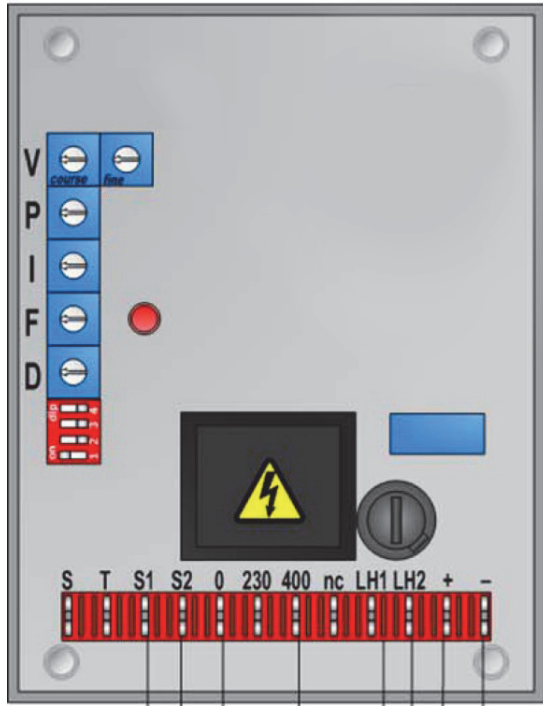 V
course fine
P
I
F
D
dip
on
1 2 3 4
S T S1 S2 0 230 400 nc LH1 LH2 + –